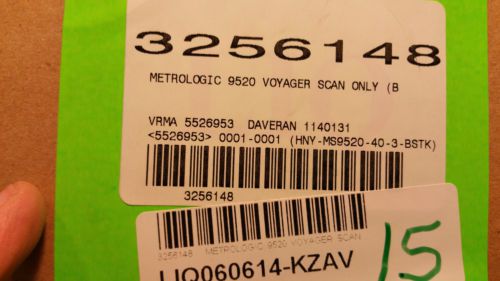 3256148
METROLOGIC 9520 VOYAGER SCAN ONLY (B
VRMA 5526953 DAVERAN 1140131
<5526953> 0001-0001 (HNY-MS9520-40-3-BSTK)
3256148
3256148 METROLOGIC 9520 VOYAGER SCAN
LIQ060614-KZAV
15